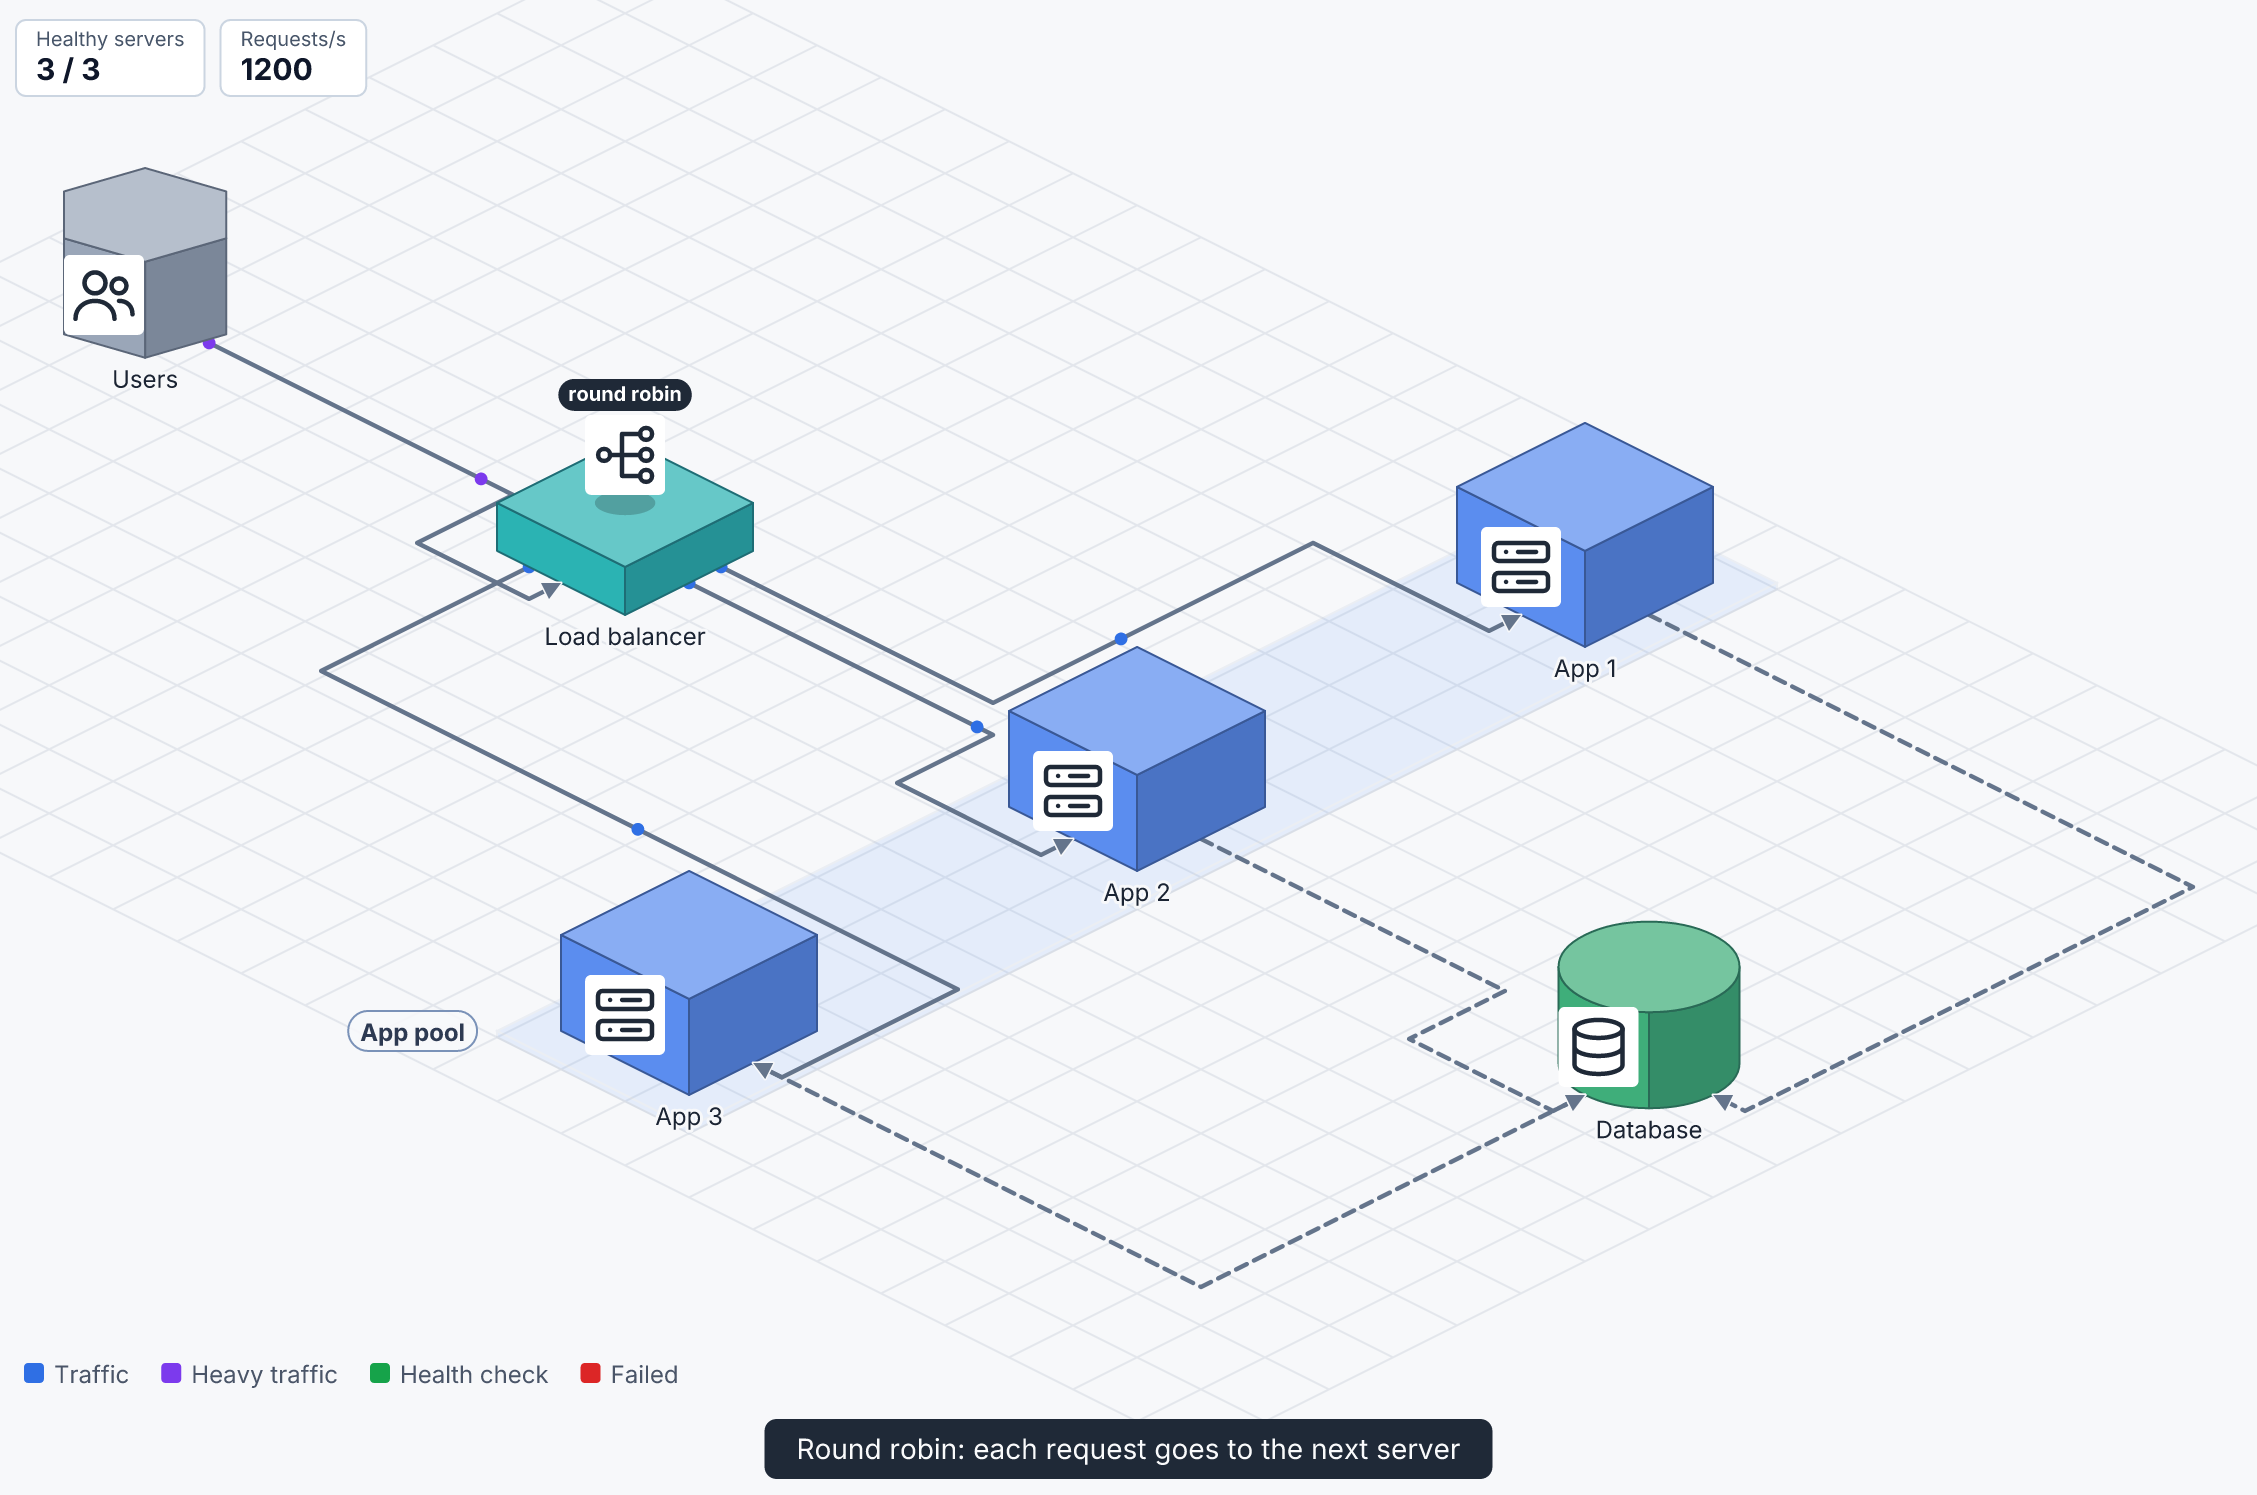 Healthy servers
3 / 3
Requests/s
1200
Users
round robin
Load balancer
App 1
App 2
App pool
App 3
Database
Traffic
Heavy traffic
Health check
Failed
Round robin: each request goes to the next server